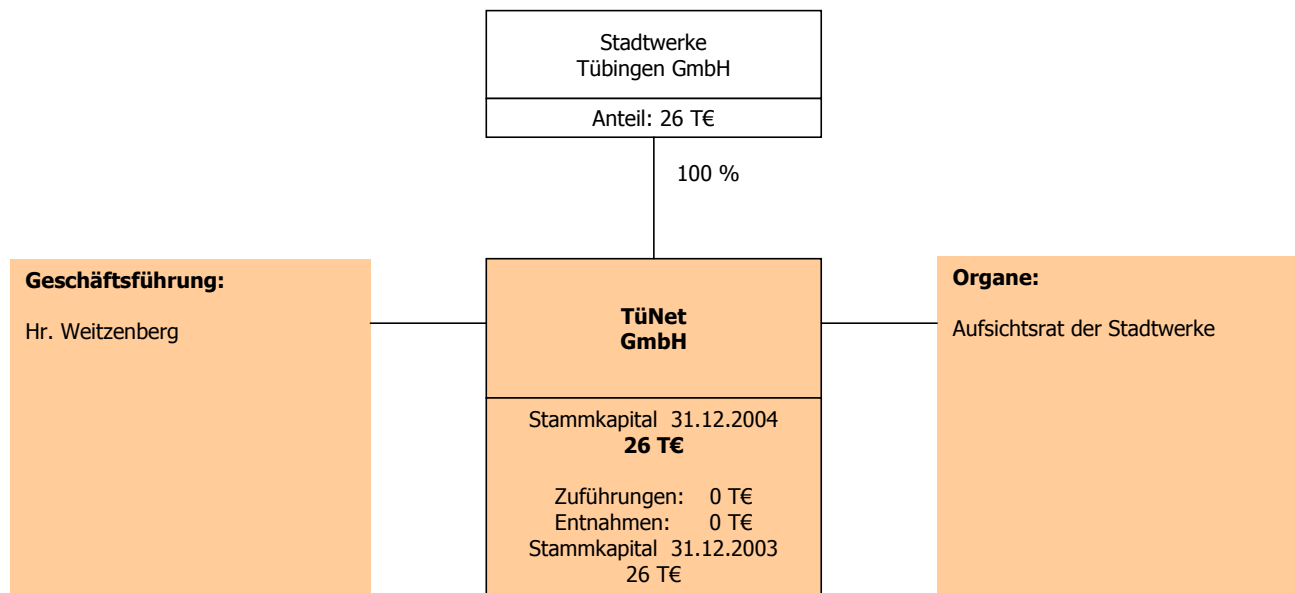 Stadtwerke
Tübingen GmbH
Anteil: 26 T€
100 %
Geschäftsführung:
Hr. Weitzenberg
TüNet
GmbH
Stammkapital 31.12.2004
26 T€
Zuführungen: 0 T€
Entnahmen: 0 T€
Stammkapital 31.12.2003
26 T€
Organe:
Aufsichtsrat der Stadtwerke